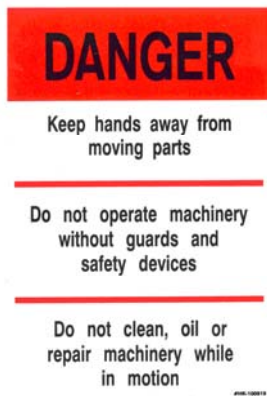 DANGER
Keep hands away from
moving parts
Do not operate machinery
without guards and
safety devices
Do not clean, oil or
repair machinery while
in motion